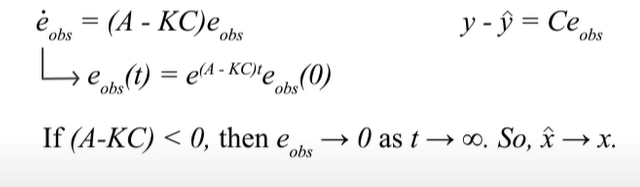 ė_obs = (A - KC)e_obs y - ŷ = Ce_obs
e_obs(t) = e^(A - KC)t e_obs(0)
If (A-KC) < 0, then e_obs → 0 as t → ∞. So, x̂ → x.